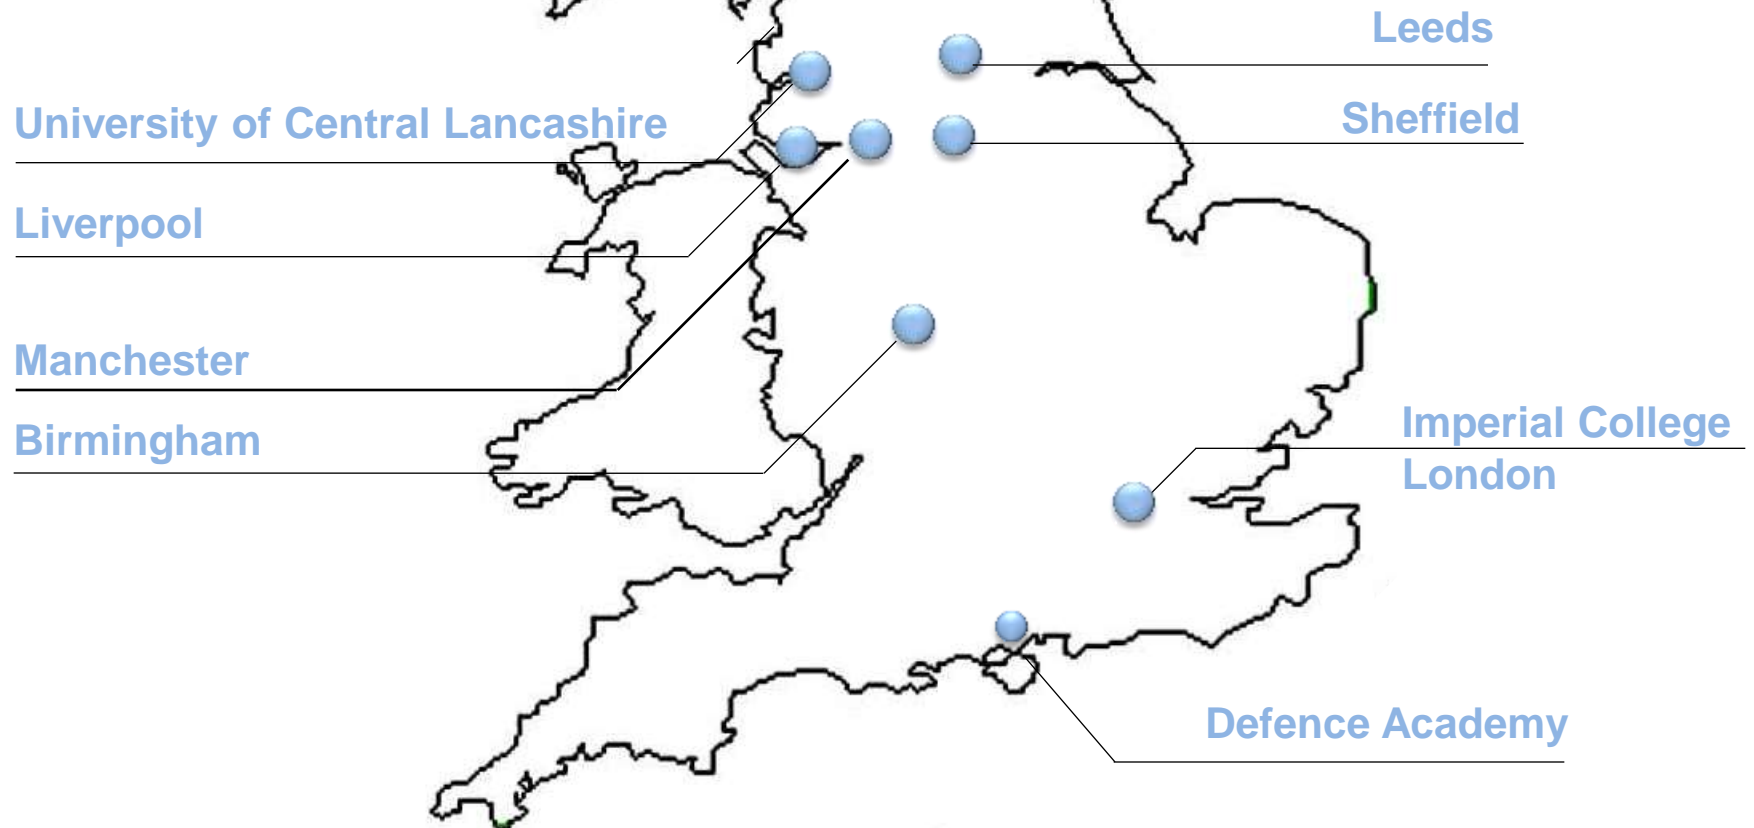 Leeds
University of Central Lancashire
Sheffield
Liverpool
Manchester
Birmingham
Imperial College
London
Defence Academy